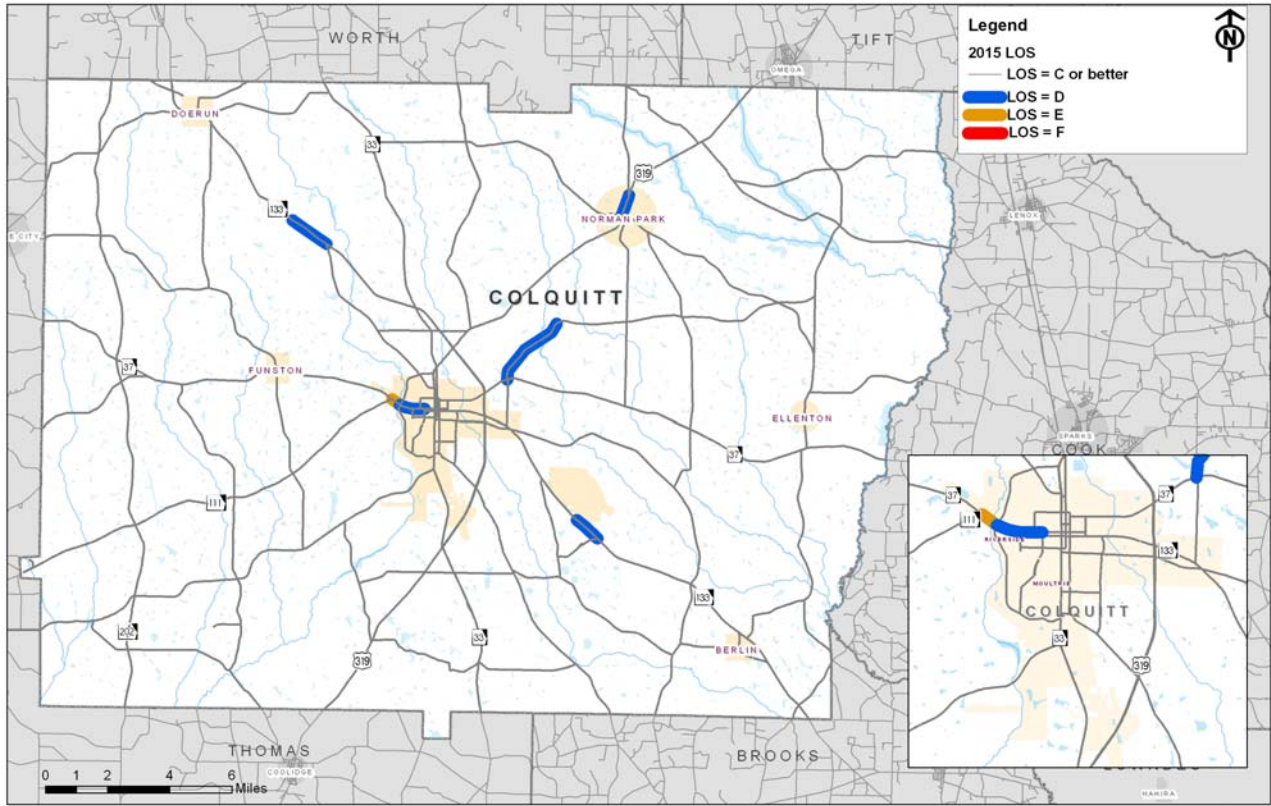 WORTH
TIFT
OMEGA
Legend
2015 LOS
LOS = C or better
LOS = D
LOS = E
LOS = F
N
DOERUN
33
319
133
NORMAN PARK
LENOX
E CITY
COLQUITT
37
FUNSTON
ELLENTON
SPARKS
COOK
37
111
133
202
33
319
BERLIN
37
111
37
RIVERSIDE
133
MOULTRIE
COLQUITT
33
319
THOMAS
COOLIDGE
BROOKS
HAHIRA
0 1 2 4 6
Miles